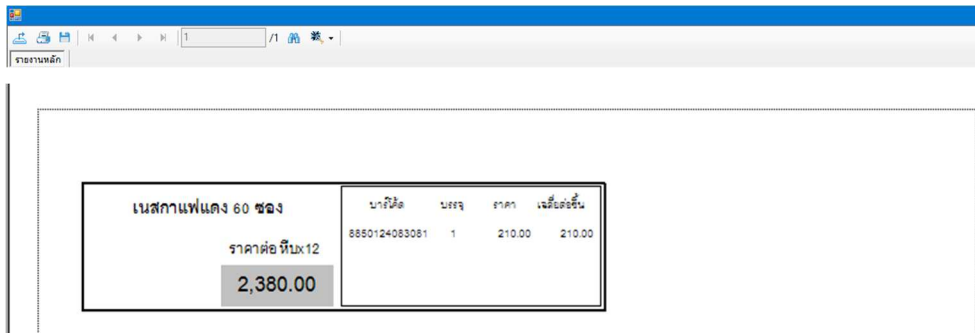 1 /1
รายงานหลัก
เนสกาแฟแดง 60 ซอง
ราคาต่อ หีบx12
2,380.00
บาร์โค้ด บรรจุ ราคา เฉลี่ยต่อชิ้น
8850124083081 1 210.00 210.00